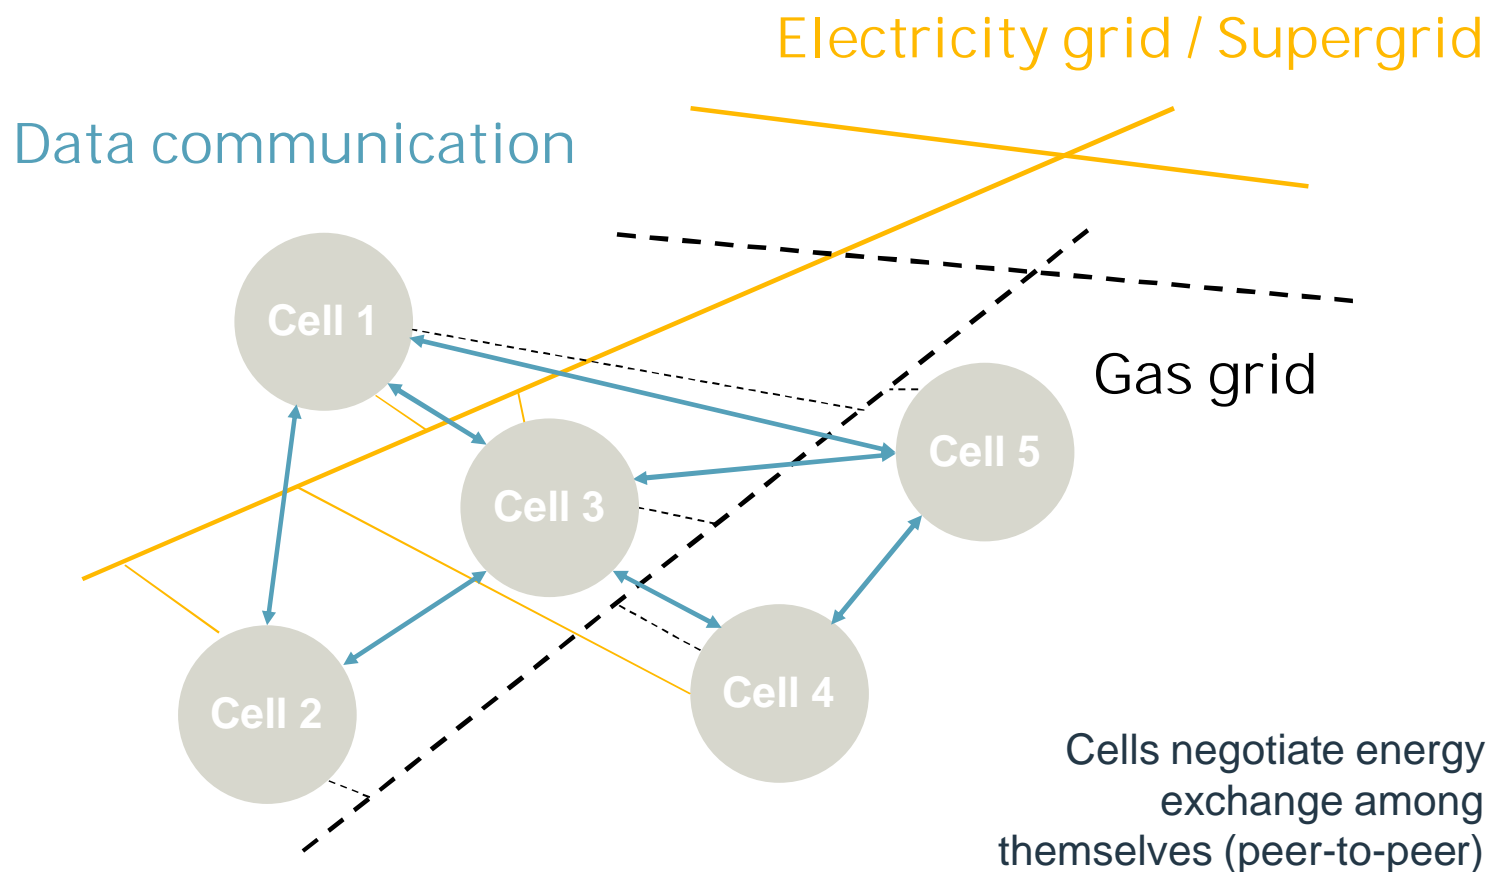 Electricity grid / Supergrid
Data communication
Cell 1
Gas grid
Cell 5
Cell 3
Cell 4
Cell 2
Cells negotiate energy
exchange among
themselves (peer-to-peer)